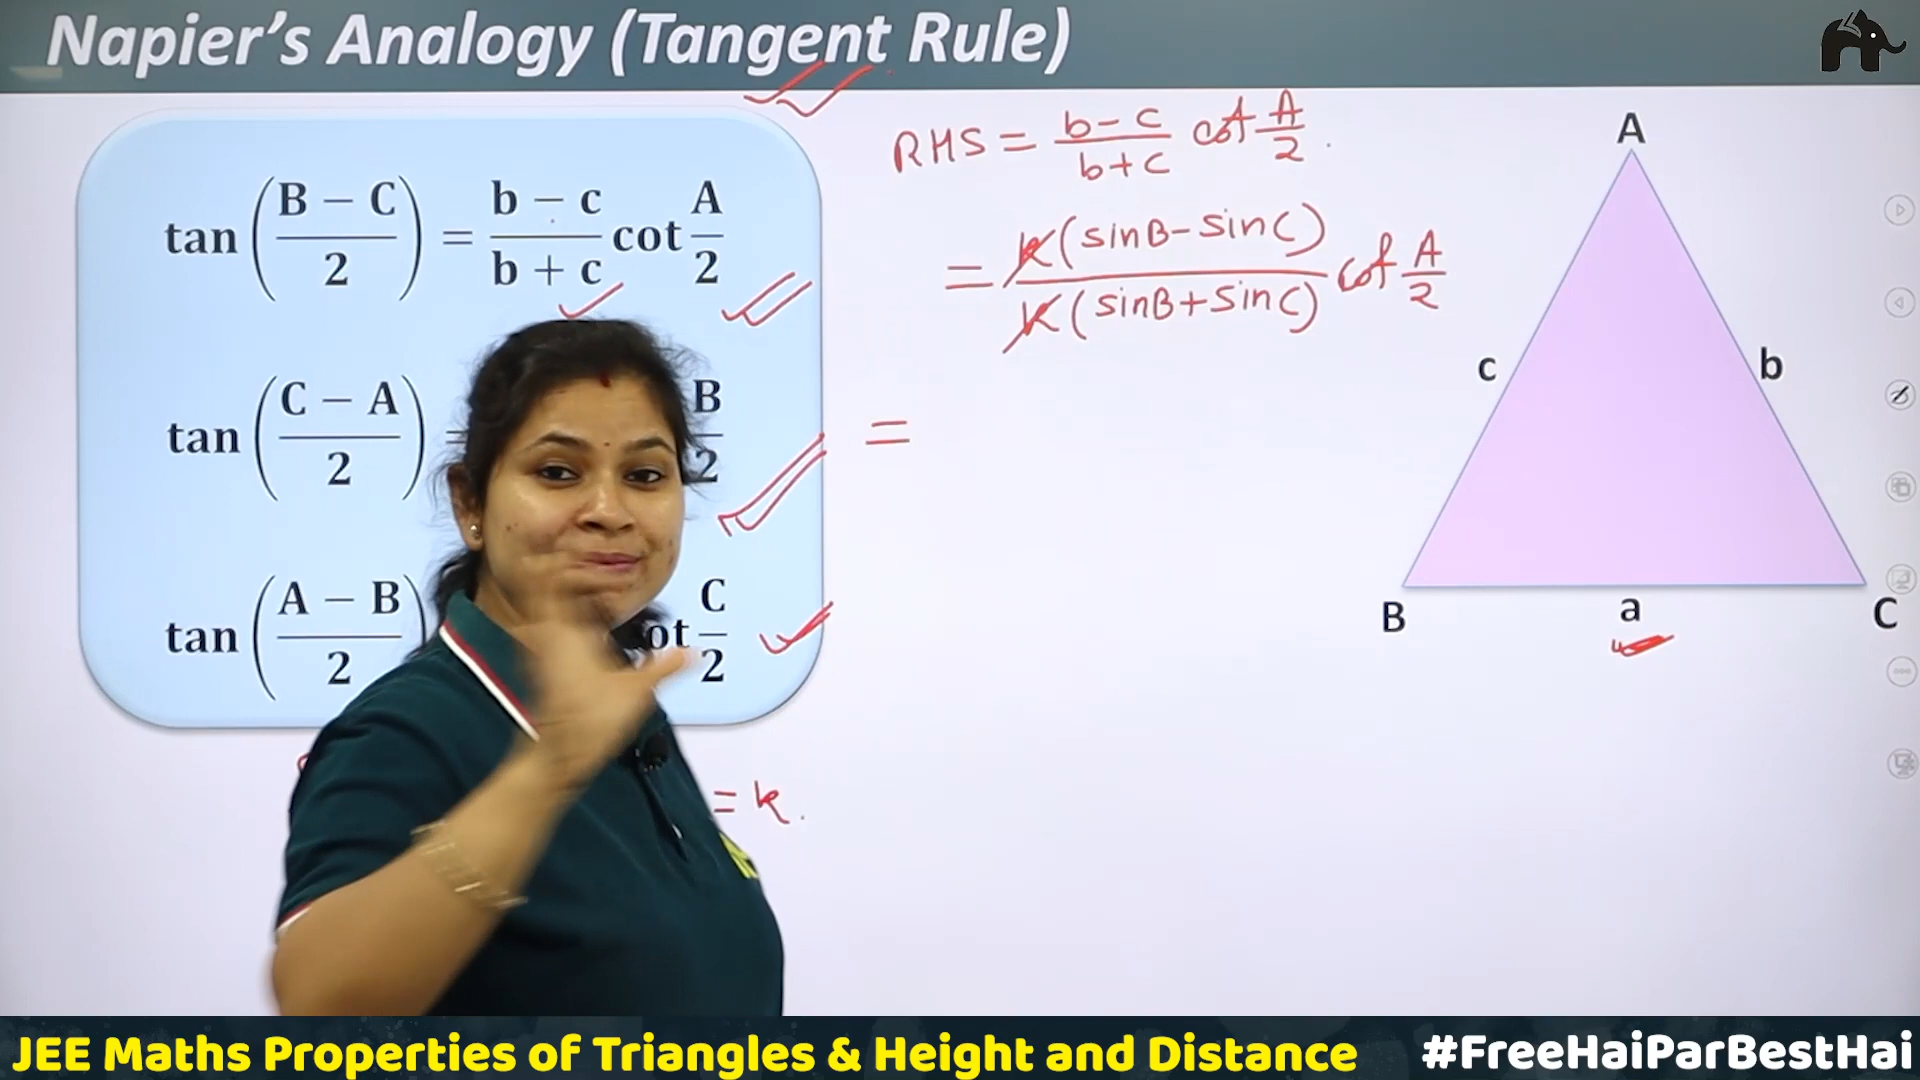 Napier's Analogy (Tangent Rule)
tan(B − C / 2) = b − c / b + c cot A/2
tan(C − A / 2) = B/2
tan(A − B / 2) ot C/2
= k.
RHS = b − c / b + c cot A/2.
= K(sinB − sinC) / K(sinB + sinC) cot A/2
=
A
c
b
B
a
C
JEE Maths Properties of Triangles & Height and Distance
#FreeHaiParBestHai